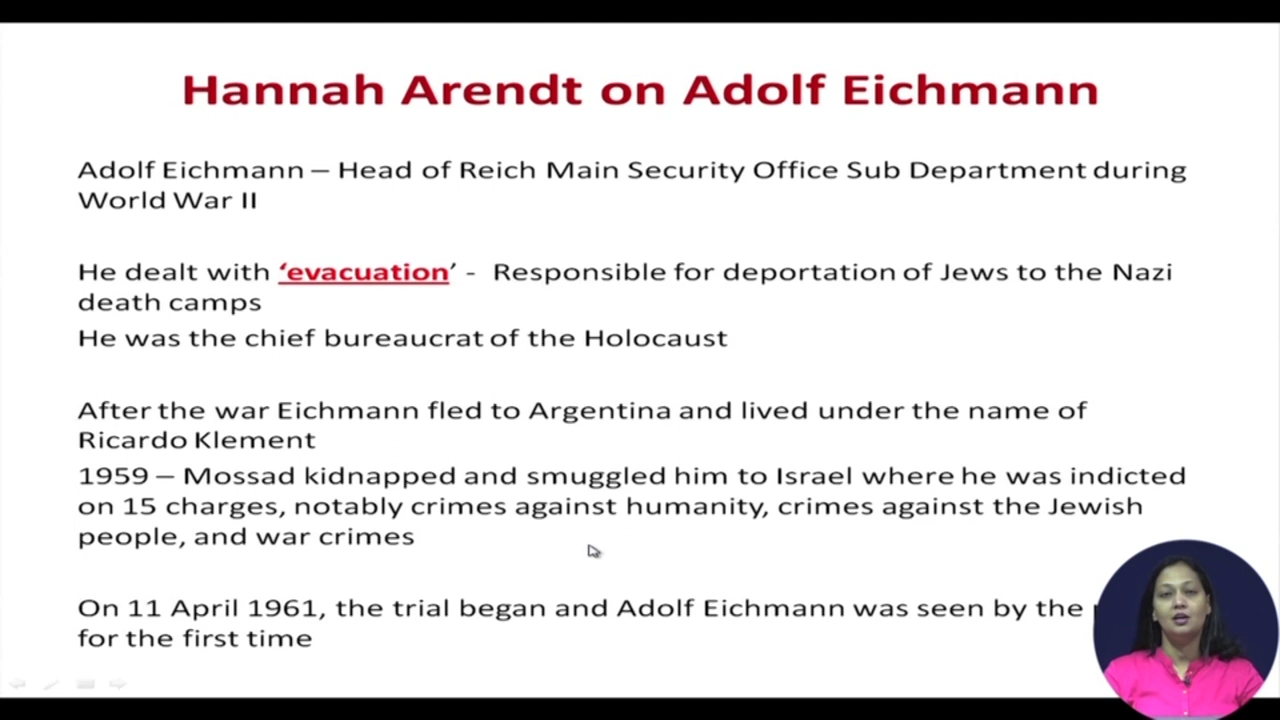 Hannah Arendt on Adolf Eichmann
Adolf Eichmann – Head of Reich Main Security Office Sub Department during
World War II
He dealt with ‘evacuation’ - Responsible for deportation of Jews to the Nazi
death camps
He was the chief bureaucrat of the Holocaust
After the war Eichmann fled to Argentina and lived under the name of
Ricardo Klement
1959 – Mossad kidnapped and smuggled him to Israel where he was indicted
on 15 charges, notably crimes against humanity, crimes against the Jewish
people, and war crimes
On 11 April 1961, the trial began and Adolf Eichmann was seen by the
for the first time